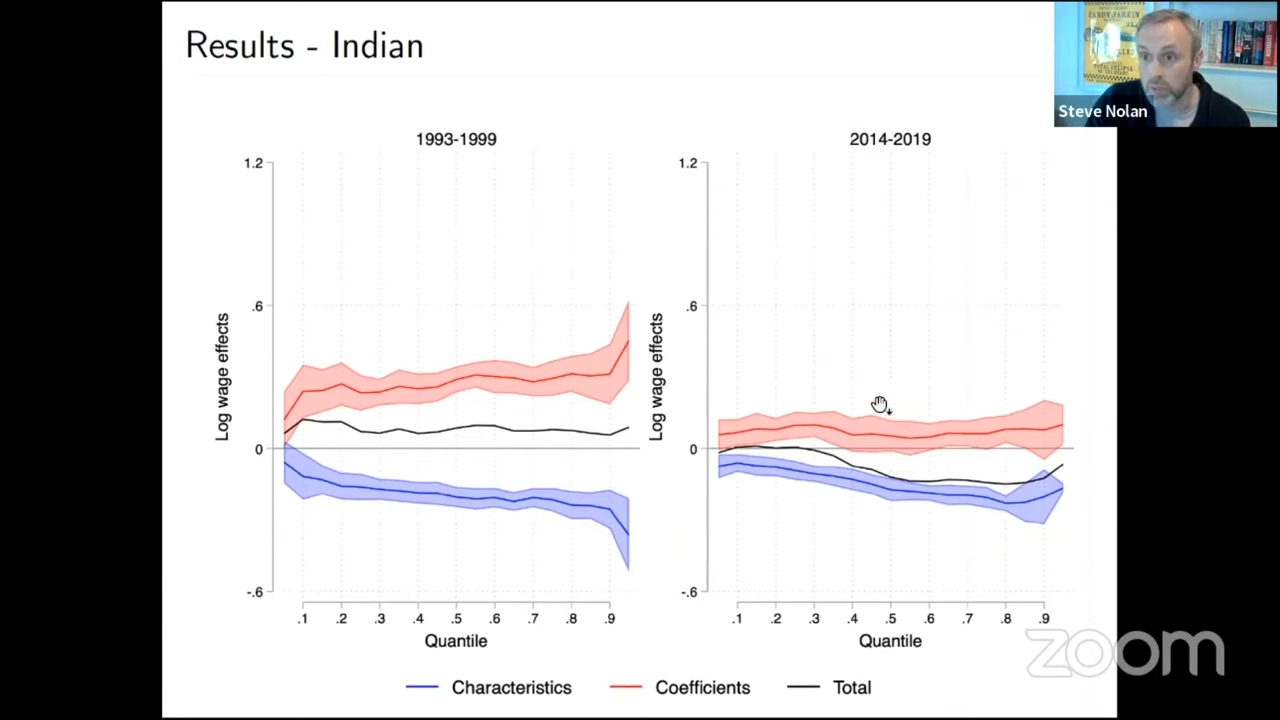 Results - Indian
Steve Nolan
1993-1999
1.2
.6
0
-.6
Log wage effects
.1 .2 .3 .4 .5 .6 .7 .8 .9
Quantile
2014-2019
1.2
.6
0
-.6
Log wage effects
.1 .2 .3 .4 .5 .6 .7 .8 .9
Quantile
Characteristics Coefficients Total
zoom